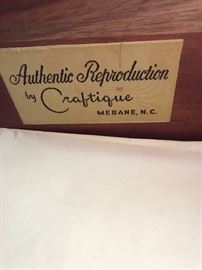 Authentic Reproduction
by Craftique
MEBANE, N.C.